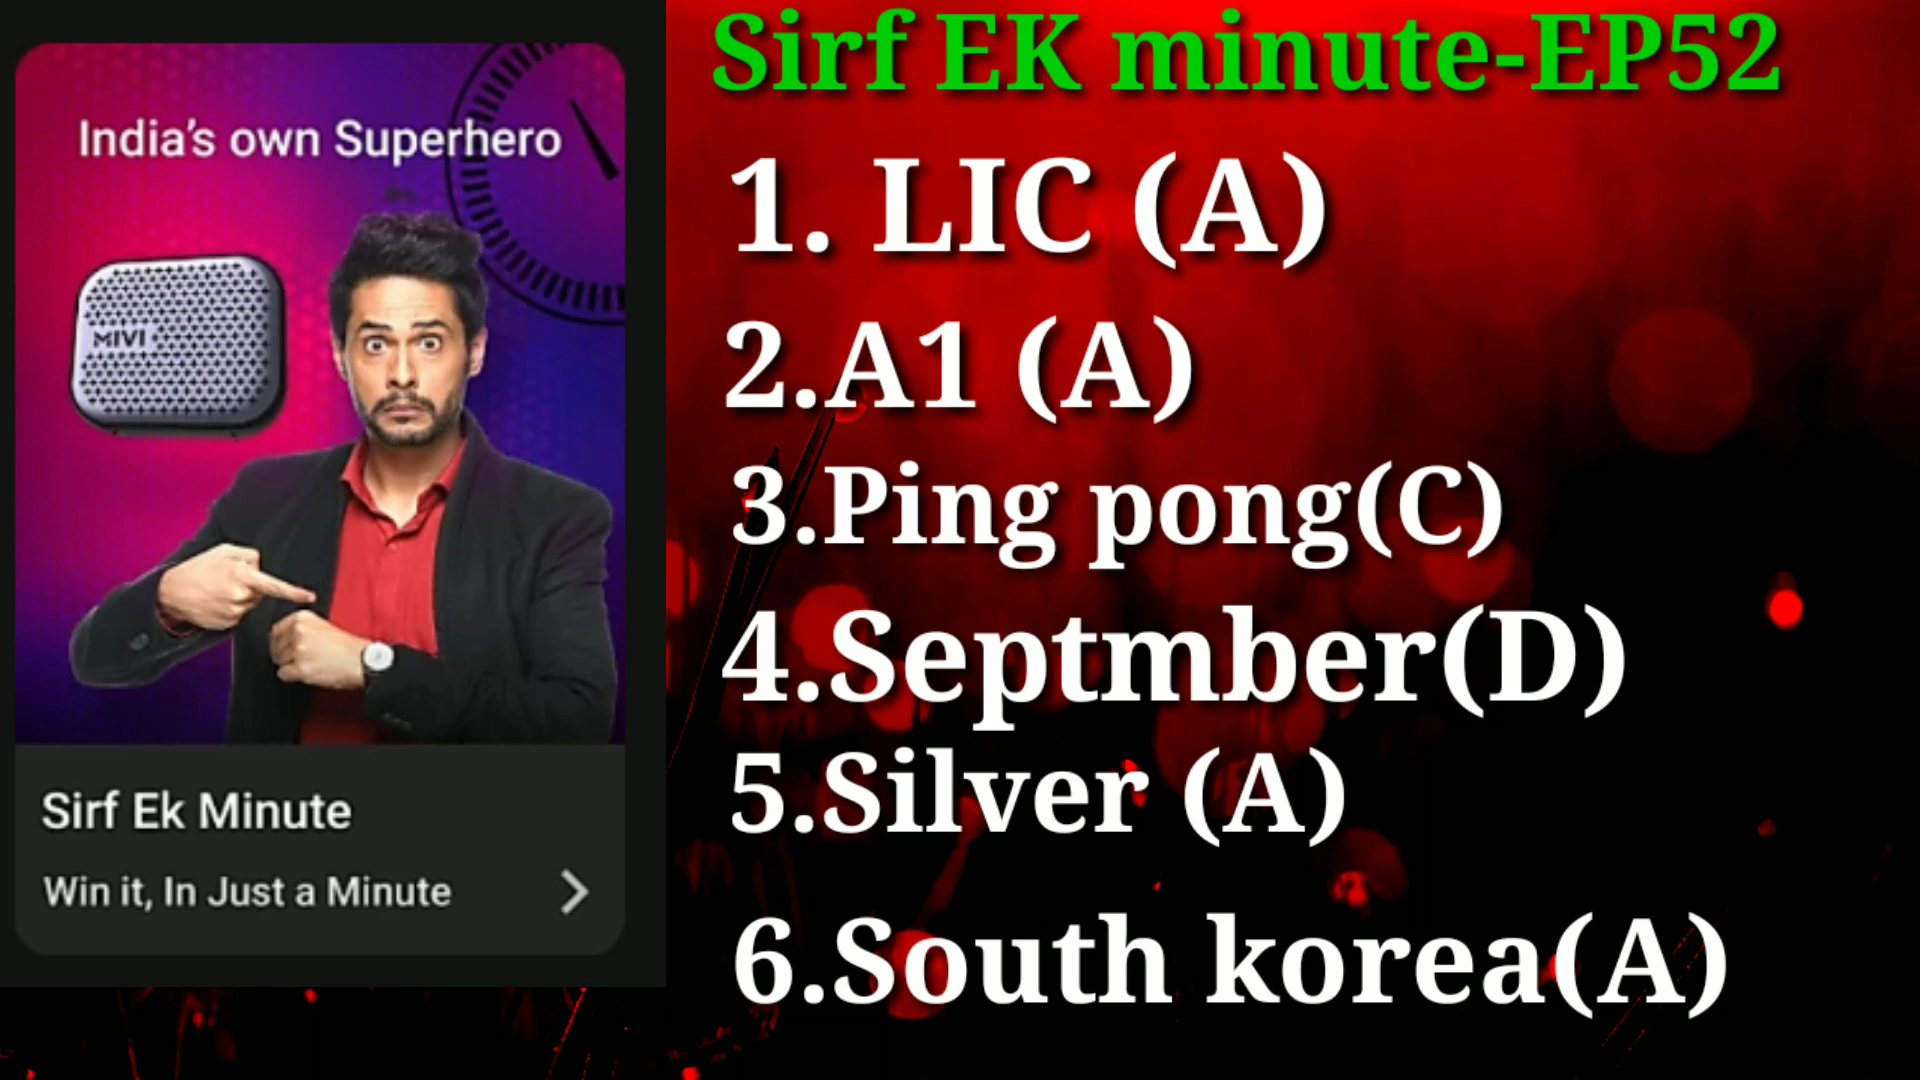 India's own Superhero
MIVI
Sirf Ek Minute
Win it, In Just a Minute
Sirf EK minute-EP52
1. LIC (A)
2.A1 (A)
3.Ping pong(C)
4.Septmber(D)
5.Silver (A)
6.South korea(A)